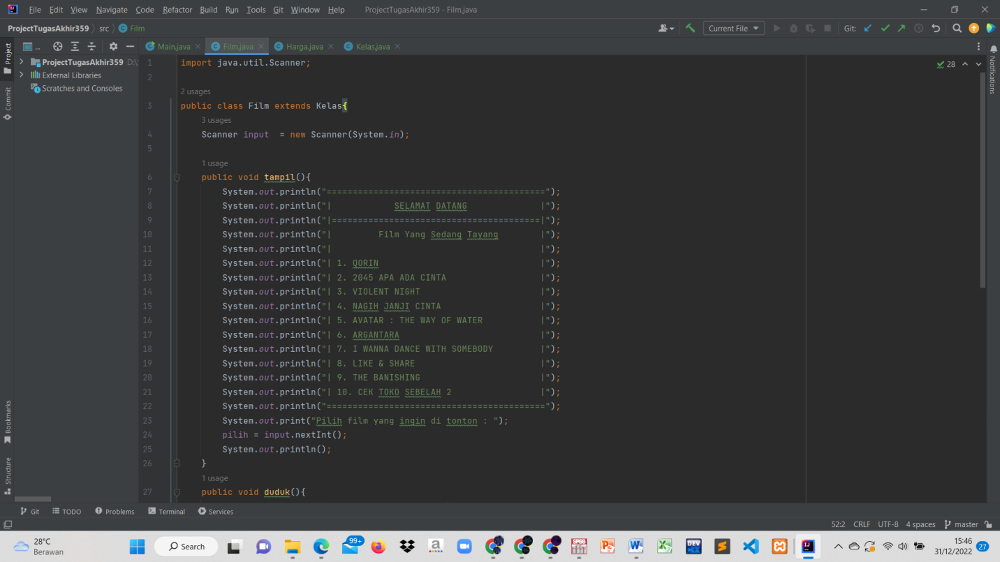 File Edit View Navigate Code Refactor Build Run Tools Git Window Help ProjectTugasAkhir359 - Film.java
ProjectTugasAkhir359 src Film Current File Git:
Project ... Main.java Film.java Harga.java Kelas.java
ProjectTugasAkhir359 D:\
External Libraries
Scratches and Consoles
Commit
Bookmarks
Structure
Notifications
28
1 import java.util.Scanner;
2
2 usages
3 public class Film extends Kelas{
3 usages
4 Scanner input  = new Scanner(System.in);
5
1 usage
6 public void tampil(){
7 System.out.println("==========================================");
8 System.out.println("|            SELAMAT DATANG              |");
9 System.out.println("|========================================|");
10 System.out.println("|         Film Yang Sedang Tayang        |");
11 System.out.println("|                                        |");
12 System.out.println("| 1. QORIN                               |");
13 System.out.println("| 2. 2045 APA ADA CINTA                  |");
14 System.out.println("| 3. VIOLENT NIGHT                       |");
15 System.out.println("| 4. NAGIH JANJI CINTA                   |");
16 System.out.println("| 5. AVATAR : THE WAY OF WATER           |");
17 System.out.println("| 6. ARGANTARA                           |");
18 System.out.println("| 7. I WANNA DANCE WITH SOMEBODY         |");
19 System.out.println("| 8. LIKE & SHARE                        |");
20 System.out.println("| 9. THE BANISHING                       |");
21 System.out.println("| 10. CEK TOKO SEBELAH 2                 |");
22 System.out.println("==========================================");
23 System.out.print("Pilih film yang ingin di tonton : ");
24 pilih = input.nextInt();
25 System.out.println();
26 }
1 usage
27 public void duduk(){
Git TODO Problems Terminal Services
52:2 CRLF UTF-8 4 spaces master
28°C
Berawan
Search
99+
15:46
31/12/2022
27